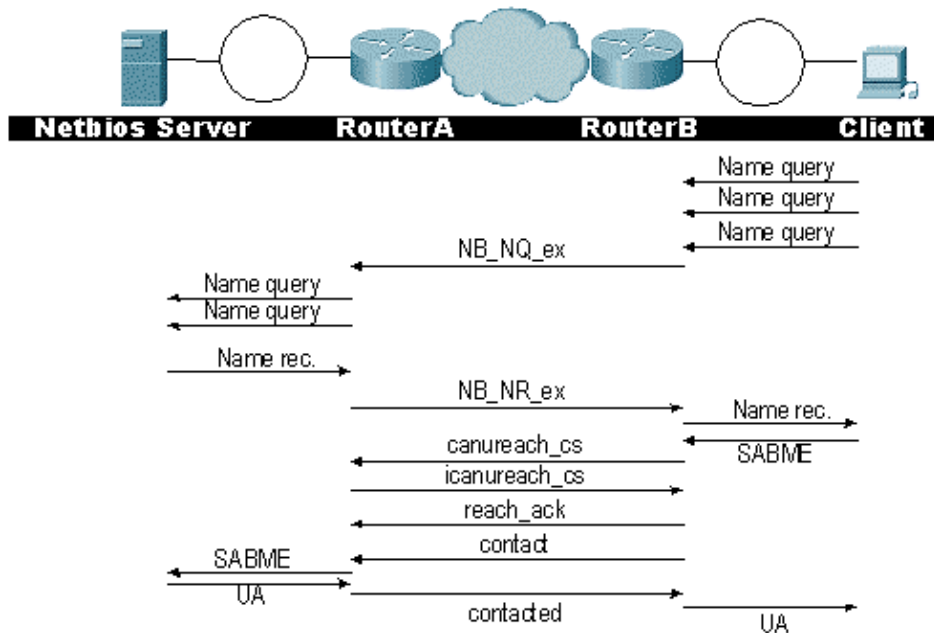 Netbios Server RouterA RouterB Client
Name query
Name query
Name query
NB_NQ_ex
Name query
Name query
Name rec.
NB_NR_ex
Name rec.
canureach_cs
SABME
icanureach_cs
reach_ack
contact
SABME
UA
contacted
UA